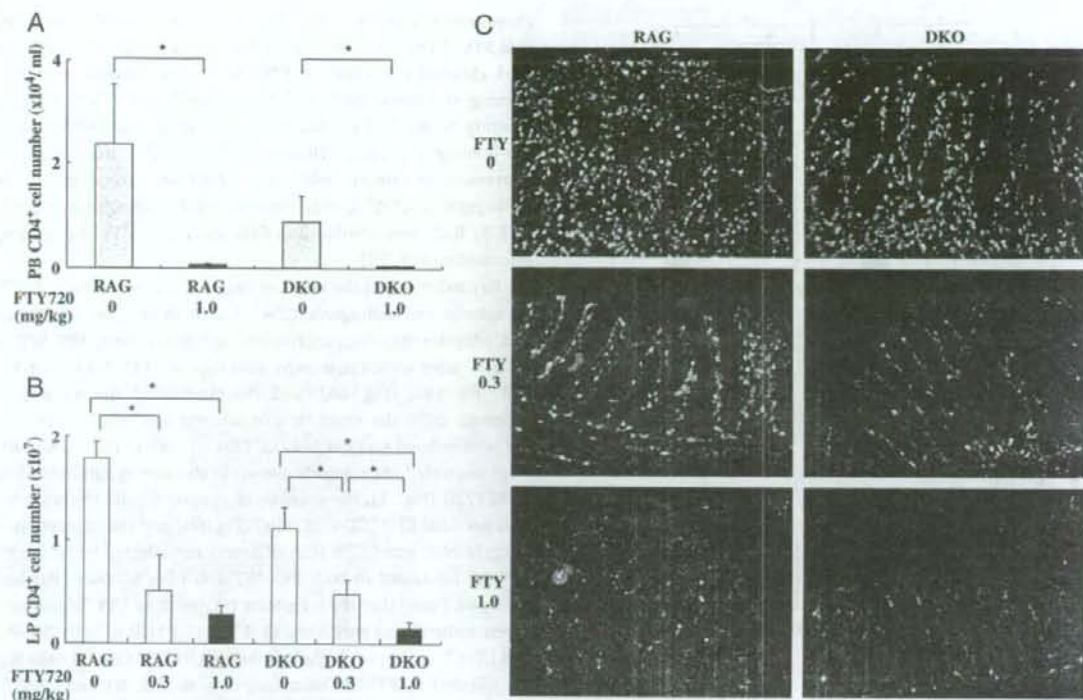 A
PB CD4+ cell number (x10⁴/ ml)
4
2
0
*
*
RAG RAG DKO DKO
FTY720 0 1.0 0 1.0
(mg/kg)
B
LP CD4+ cell number (x10⁷)
2
1
0
*
*
*
*
*
RAG RAG RAG DKO DKO DKO
FTY720 0 0.3 1.0 0 0.3 1.0
(mg/kg)
C
RAG DKO
FTY
0
FTY
0.3
FTY
1.0